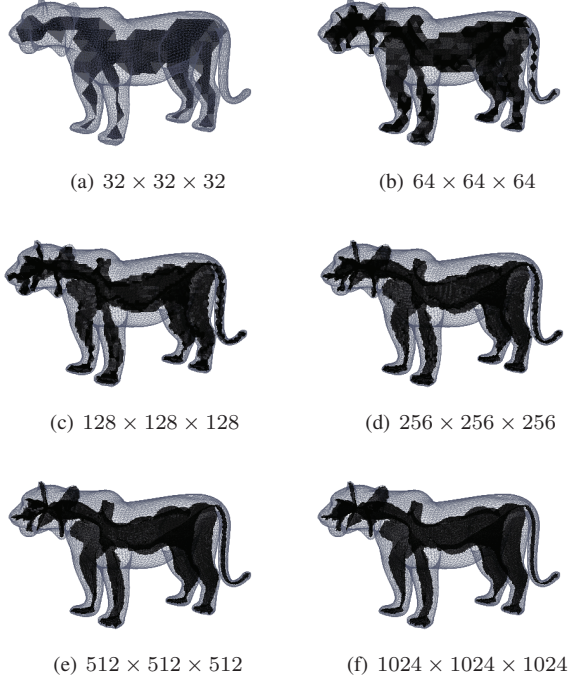 (a) 32 × 32 × 32
(b) 64 × 64 × 64
(c) 128 × 128 × 128
(d) 256 × 256 × 256
(e) 512 × 512 × 512
(f) 1024 × 1024 × 1024